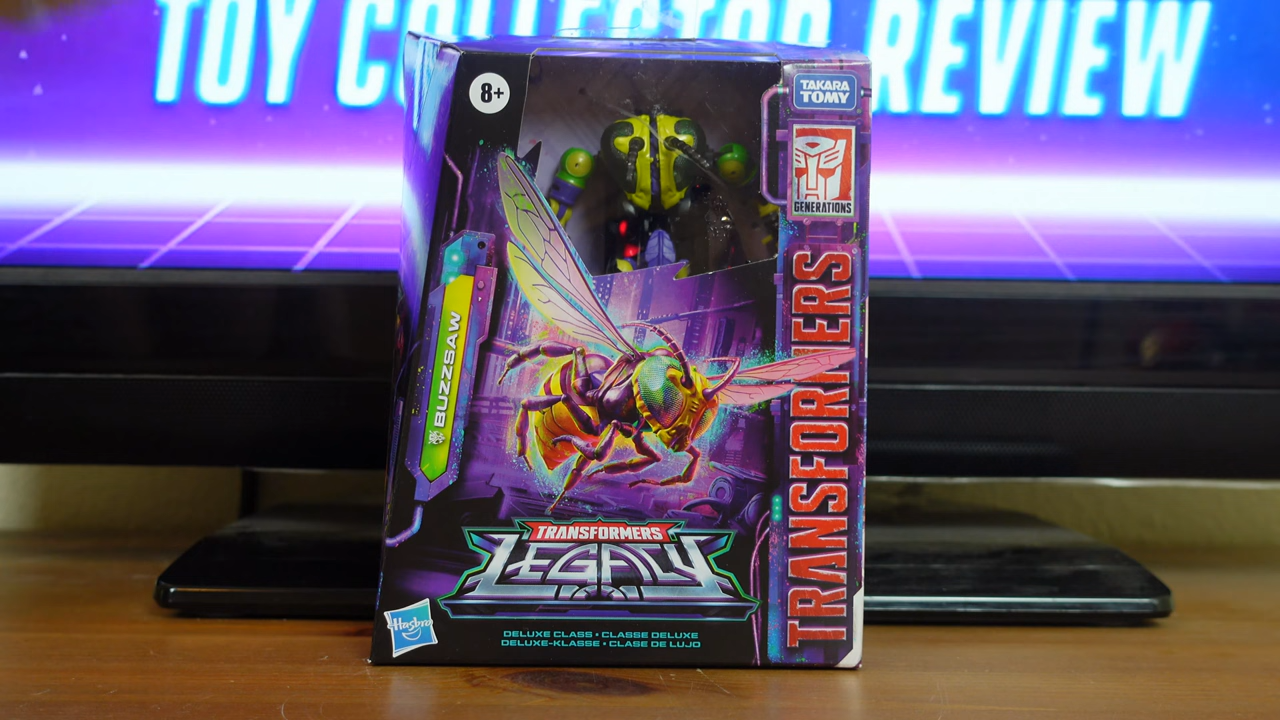 TOY COLLECTOR REVIEW
8+
TAKARA
TOMY
GENERATIONS
TRANSFORMERS
BUZZSAW
TRANSFORMERS
LEGACY
Hasbro
DELUXE CLASS • CLASSE DELUXE
DELUXE-KLASSE • CLASE DE LUJO